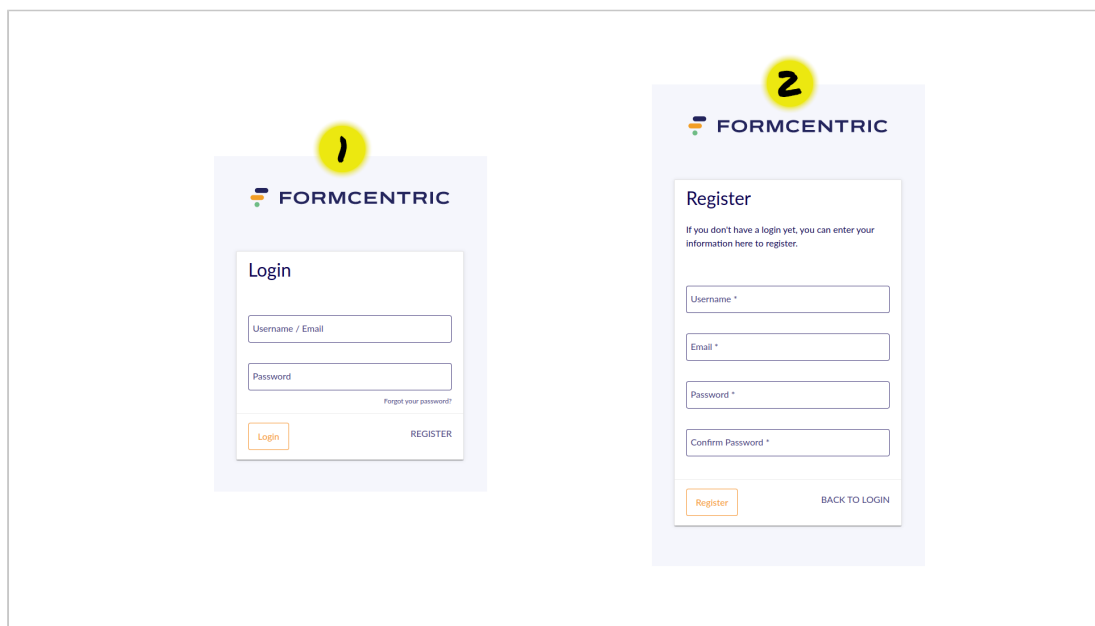 1
FORMCENTRIC
Login
Username / Email
Password
Forgot your password?
Login
REGISTER
2
FORMCENTRIC
Register
If you don't have a login yet, you can enter your
information here to register.
Username *
Email *
Password *
Confirm Password *
Register
BACK TO LOGIN